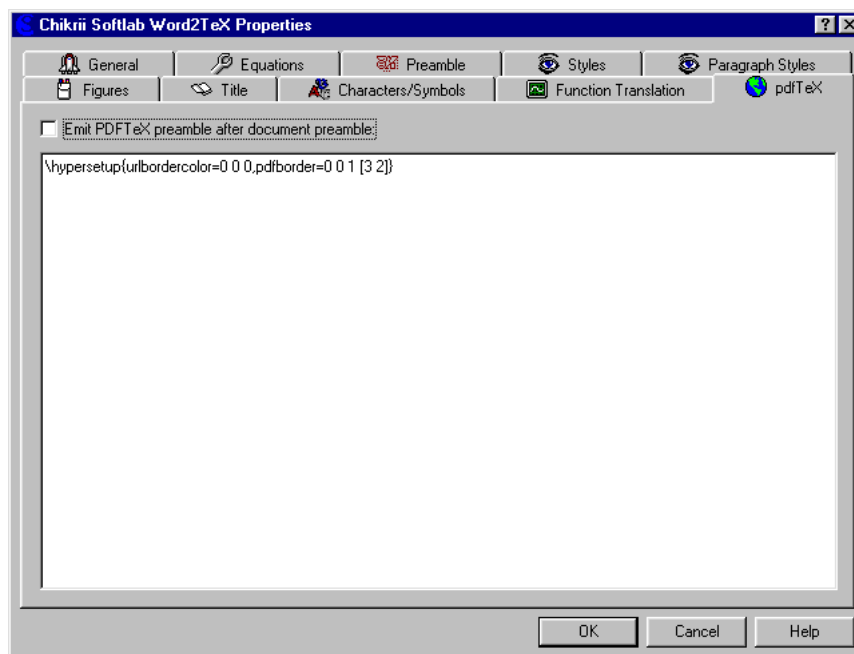 Chikrii Softlab Word2TeX Properties
General Equations Preamble Styles Paragraph Styles
Figures Title Characters/Symbols Function Translation pdfTeX
Emit PDFTeX preamble after document preamble:
\hypersetup{urlbordercolor=0 0 0,pdfborder=0 0 1 [3 2]}
OK Cancel Help